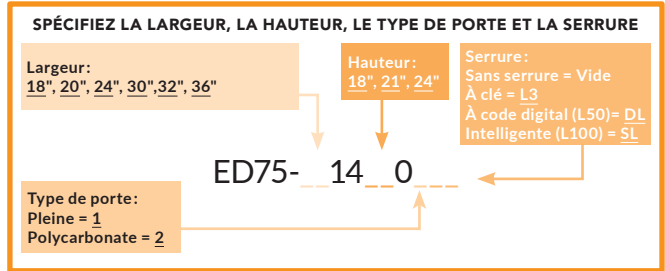 SPÉCIFIEZ LA LARGEUR, LA HAUTEUR, LE TYPE DE PORTE ET LA SERRURE
Largeur:
18", 20", 24", 30",32", 36"
Hauteur:
18", 21", 24"
Serrure:
Sans serrure = Vide
À clé = L3
À code digital (L50)= DL
Intelligente (L100) = SL
ED75-__14__0___
Type de porte:
Pleine = 1
Polycarbonate = 2